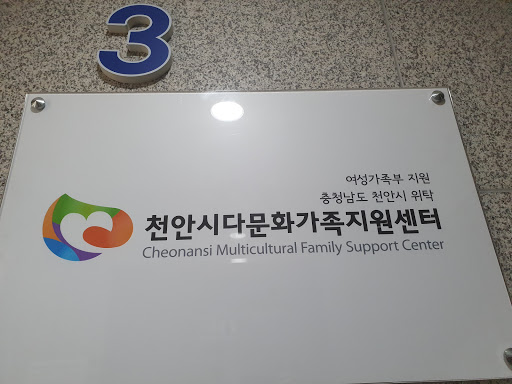 3
여성가족부 지원
충청남도 천안시 위탁
천안시다문화가족지원센터
Cheonansi Multicultural Family Support Center